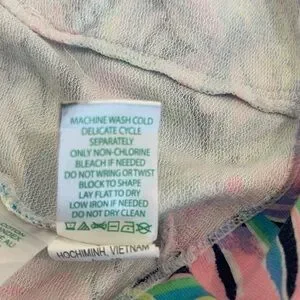 MACHINE WASH COLD
DELICATE CYCLE
SEPARATELY
ONLY NON-CHLORINE
BLEACH IF NEEDED
DO NOT WRING OR TWIST
BLOCK TO SHAPE
LAY FLAT TO DRY
LOW IRON IF NEEDED
DO NOT DRY CLEAN
HOCHIMINH, VIETNAM